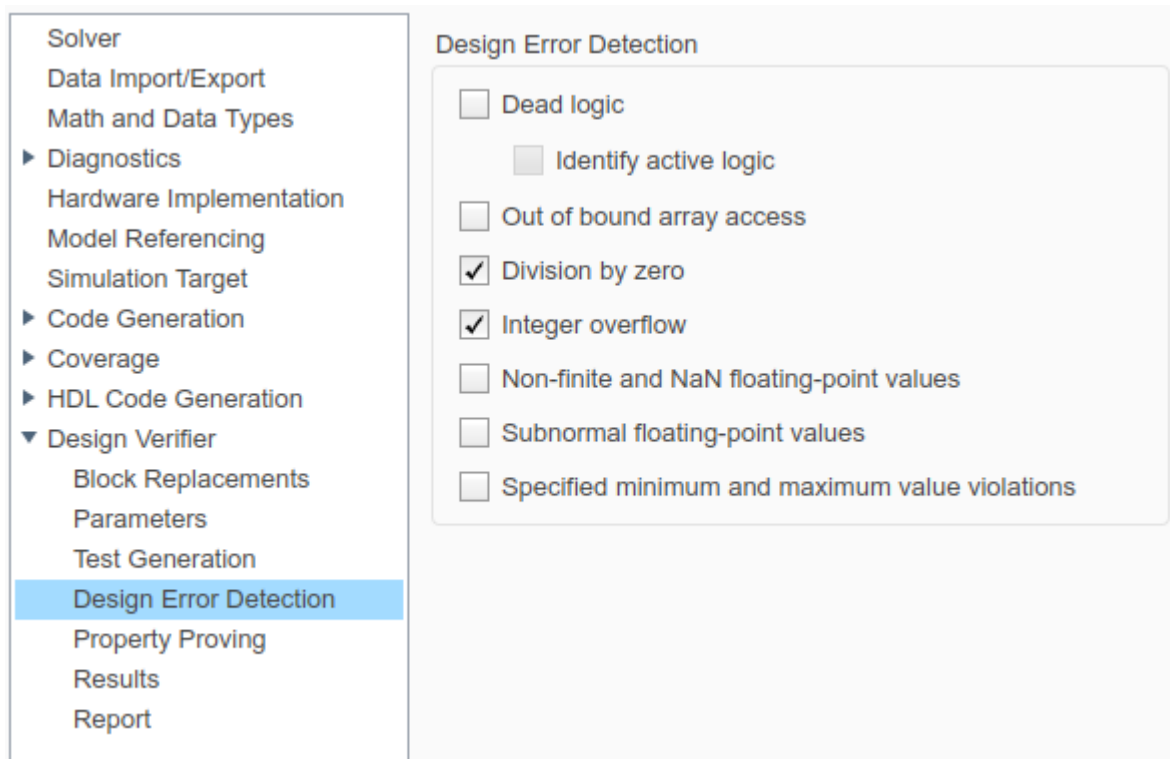 Solver
Data Import/Export
Math and Data Types
Diagnostics
Hardware Implementation
Model Referencing
Simulation Target
Code Generation
Coverage
HDL Code Generation
Design Verifier
Block Replacements
Parameters
Test Generation
Design Error Detection
Property Proving
Results
Report
Design Error Detection
Dead logic
Identify active logic
Out of bound array access
Division by zero
Integer overflow
Non-finite and NaN floating-point values
Subnormal floating-point values
Specified minimum and maximum value violations